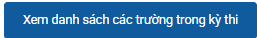 Xem danh sách các trường trong kỳ thi